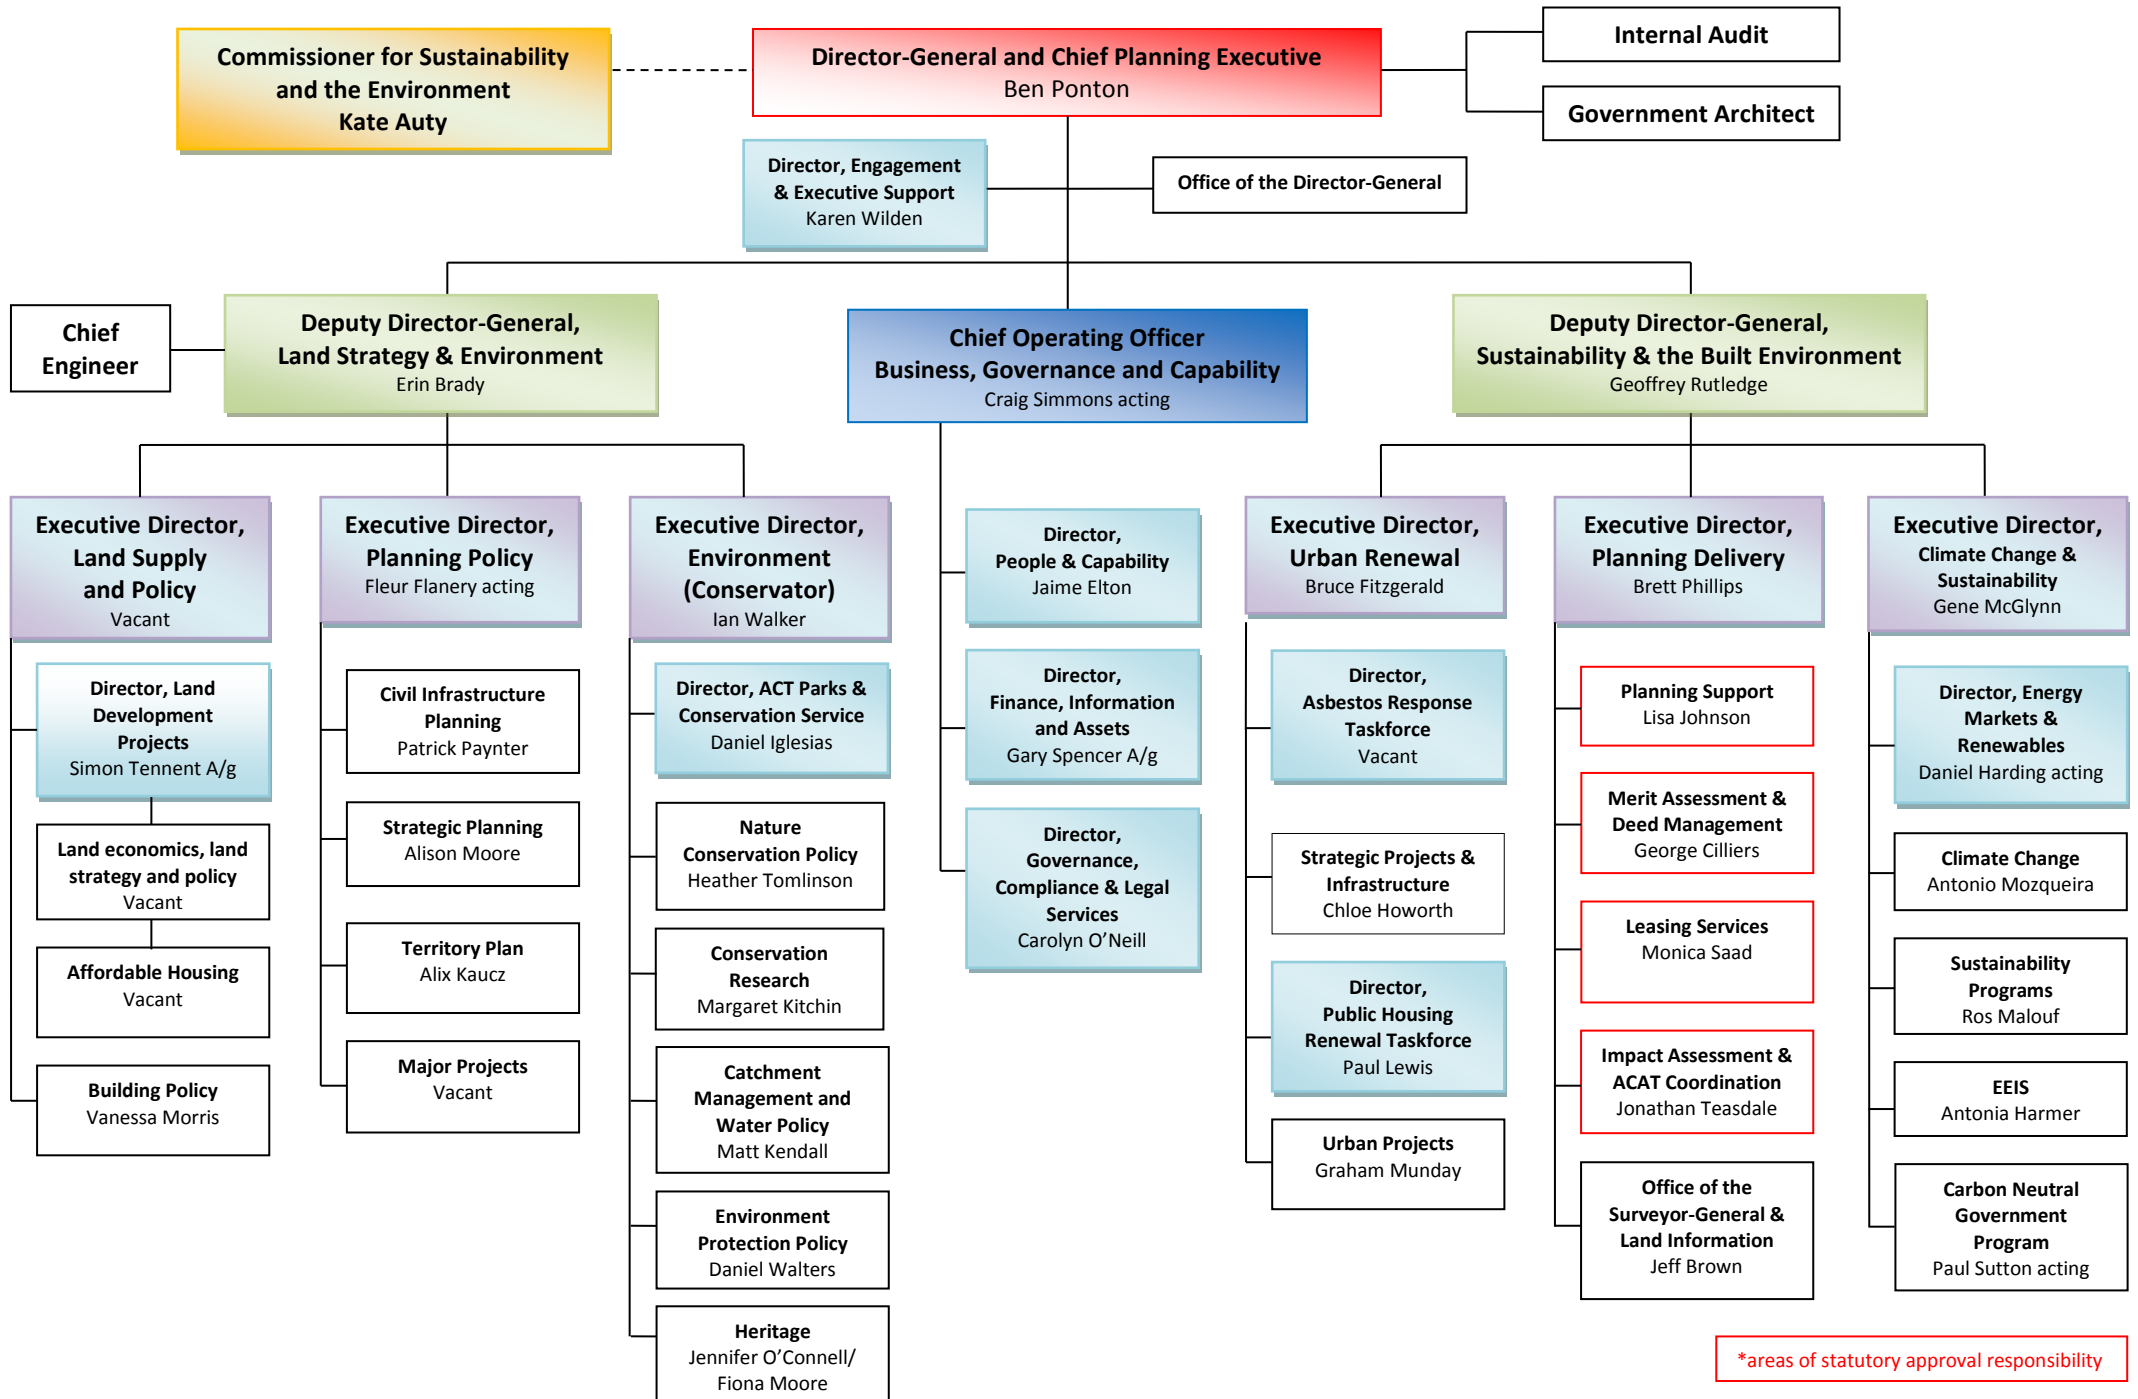 Commissioner for Sustainability
and the Environment
Kate Auty
Director-General and Chief Planning Executive
Ben Ponton
Internal Audit
Government Architect
Director, Engagement
& Executive Support
Karen Wilden
Office of the Director-General
Chief
Engineer
Deputy Director-General,
Land Strategy & Environment
Erin Brady
Chief Operating Officer
Business, Governance and Capability
Craig Simmons acting
Deputy Director-General,
Sustainability & the Built Environment
Geoffrey Rutledge
Executive Director,
Land Supply
and Policy
Vacant
Director, Land
Development
Projects
Simon Tennent A/g
Land economics, land
strategy and policy
Vacant
Affordable Housing
Vacant
Building Policy
Vanessa Morris
Executive Director,
Planning Policy
Fleur Flanery acting
Civil Infrastructure
Planning
Patrick Paynter
Strategic Planning
Alison Moore
Territory Plan
Alix Kaucz
Major Projects
Vacant
Executive Director,
Environment
(Conservator)
Ian Walker
Director, ACT Parks &
Conservation Service
Daniel Iglesias
Nature
Conservation Policy
Heather Tomlinson
Conservation
Research
Margaret Kitchin
Catchment
Management and
Water Policy
Matt Kendall
Environment
Protection Policy
Daniel Walters
Heritage
Jennifer O’Connell/
Fiona Moore
Director,
People & Capability
Jaime Elton
Director,
Finance, Information
and Assets
Gary Spencer A/g
Director,
Governance,
Compliance & Legal
Services
Carolyn O’Neill
Executive Director,
Urban Renewal
Bruce Fitzgerald
Director,
Asbestos Response
Taskforce
Vacant
Strategic Projects &
Infrastructure
Chloe Howorth
Director,
Public Housing
Renewal Taskforce
Paul Lewis
Urban Projects
Graham Munday
Executive Director,
Planning Delivery
Brett Phillips
Planning Support
Lisa Johnson
Merit Assessment &
Deed Management
George Cilliers
Leasing Services
Monica Saad
Impact Assessment &
ACAT Coordination
Jonathan Teasdale
Office of the
Surveyor-General &
Land Information
Jeff Brown
Executive Director,
Climate Change &
Sustainability
Gene McGlynn
Director, Energy
Markets &
Renewables
Daniel Harding acting
Climate Change
Antonio Mozqueira
Sustainability
Programs
Ros Malouf
EEIS
Antonia Harmer
Carbon Neutral
Government
Program
Paul Sutton acting
*areas of statutory approval responsibility